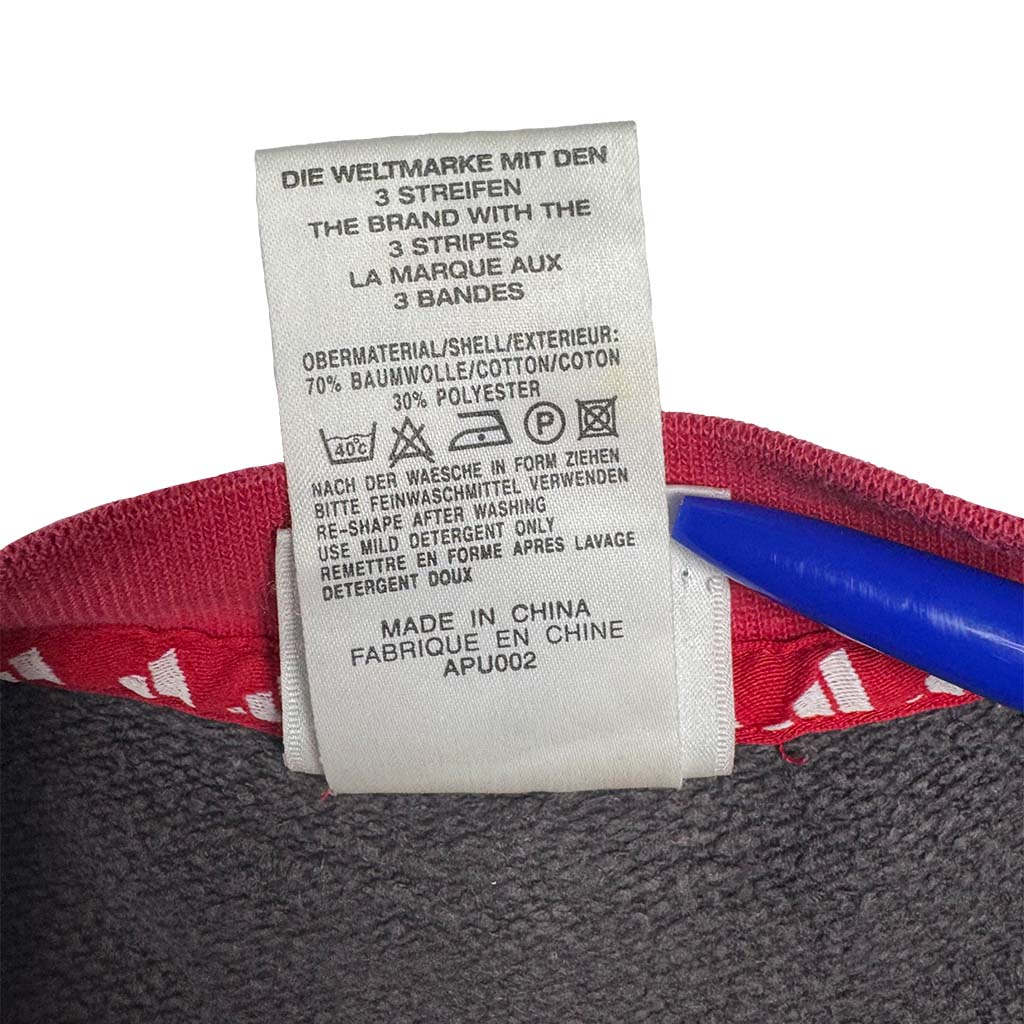 DIE WELTMARKE MIT DEN
3 STREIFEN
THE BRAND WITH THE
3 STRIPES
LA MARQUE AUX
3 BANDES
OBERMATERIAL/SHELL/EXTERIEUR:
70% BAUMWOLLE/COTTON/COTON
30% POLYESTER
40°C P
NACH DER WAESCHE IN FORM ZIEHEN
BITTE FEINWASCHMITTEL VERWENDEN
RE-SHAPE AFTER WASHING
USE MILD DETERGENT ONLY
REMETTRE EN FORME APRES LAVAGE
DETERGENT DOUX
MADE IN CHINA
FABRIQUE EN CHINE
APU002